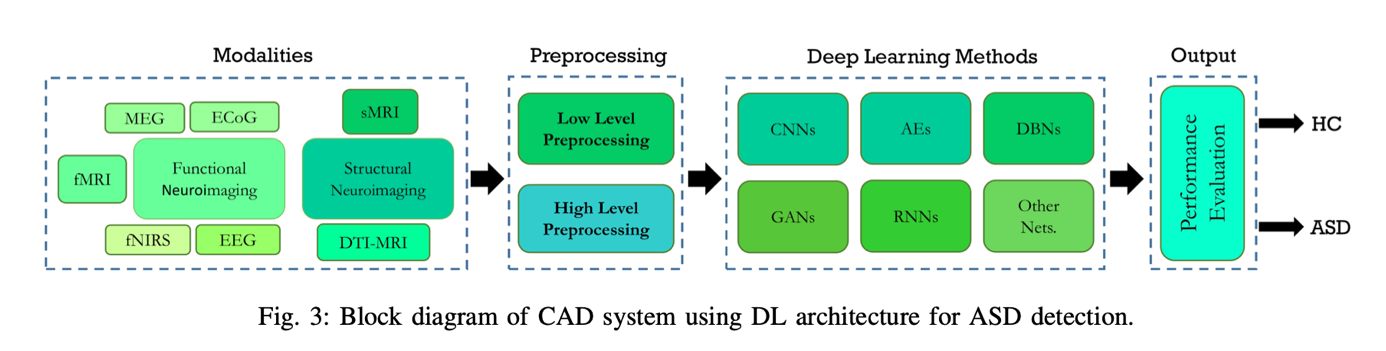 Modalities
MEG
ECoG
fMRI
Functional
Neuroimaging
fNIRS
EEG
sMRI
Structural
Neuroimaging
DTI-MRI
Preprocessing
Low Level
Preprocessing
High Level
Preprocessing
Deep Learning Methods
CNNs
AEs
DBNs
GANs
RNNs
Other
Nets.
Output
Performance
Evaluation
HC
ASD
Fig. 3: Block diagram of CAD system using DL architecture for ASD detection.